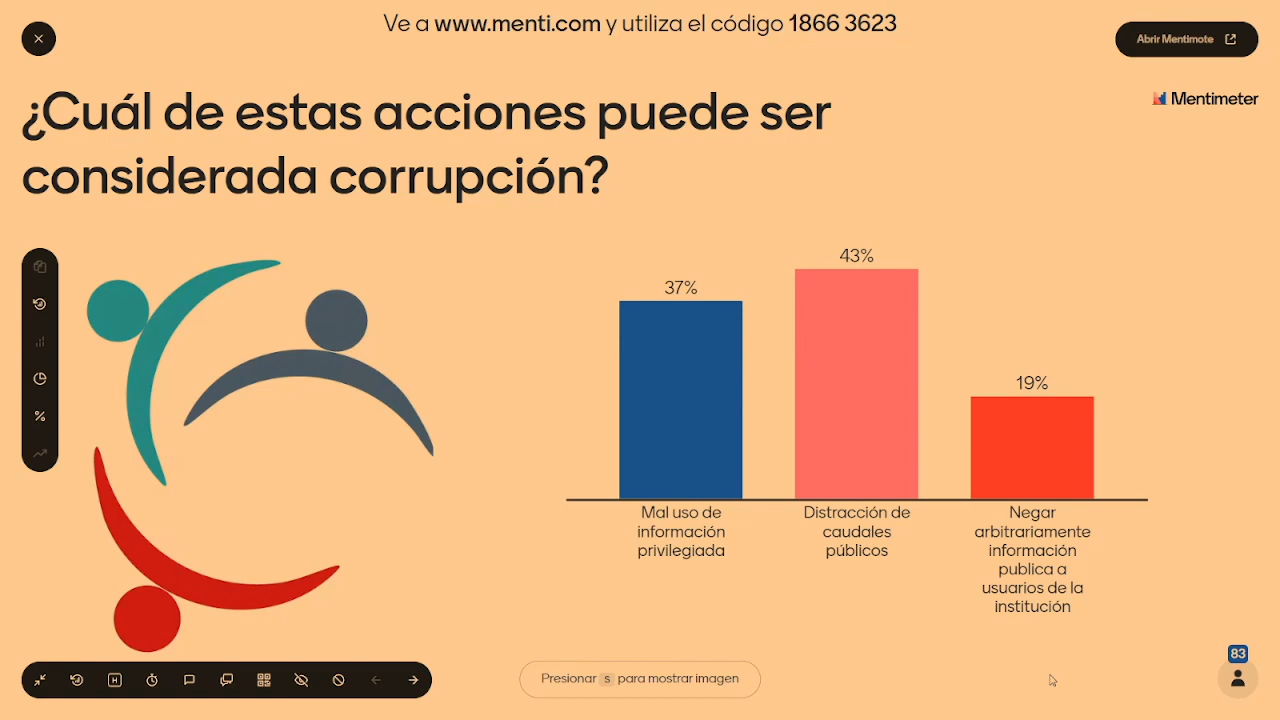 Ve a www.menti.com y utiliza el código 1866 3623
Abrir Mentimote
Mentimeter
¿Cuál de estas acciones puede ser
considerada corrupción?
37%
43%
19%
Mal uso de
información
privilegiada
Distracción de
caudales
públicos
Negar
arbitrariamente
información
publica a
usuarios de la
institución
H
Presionar S para mostrar imagen
83